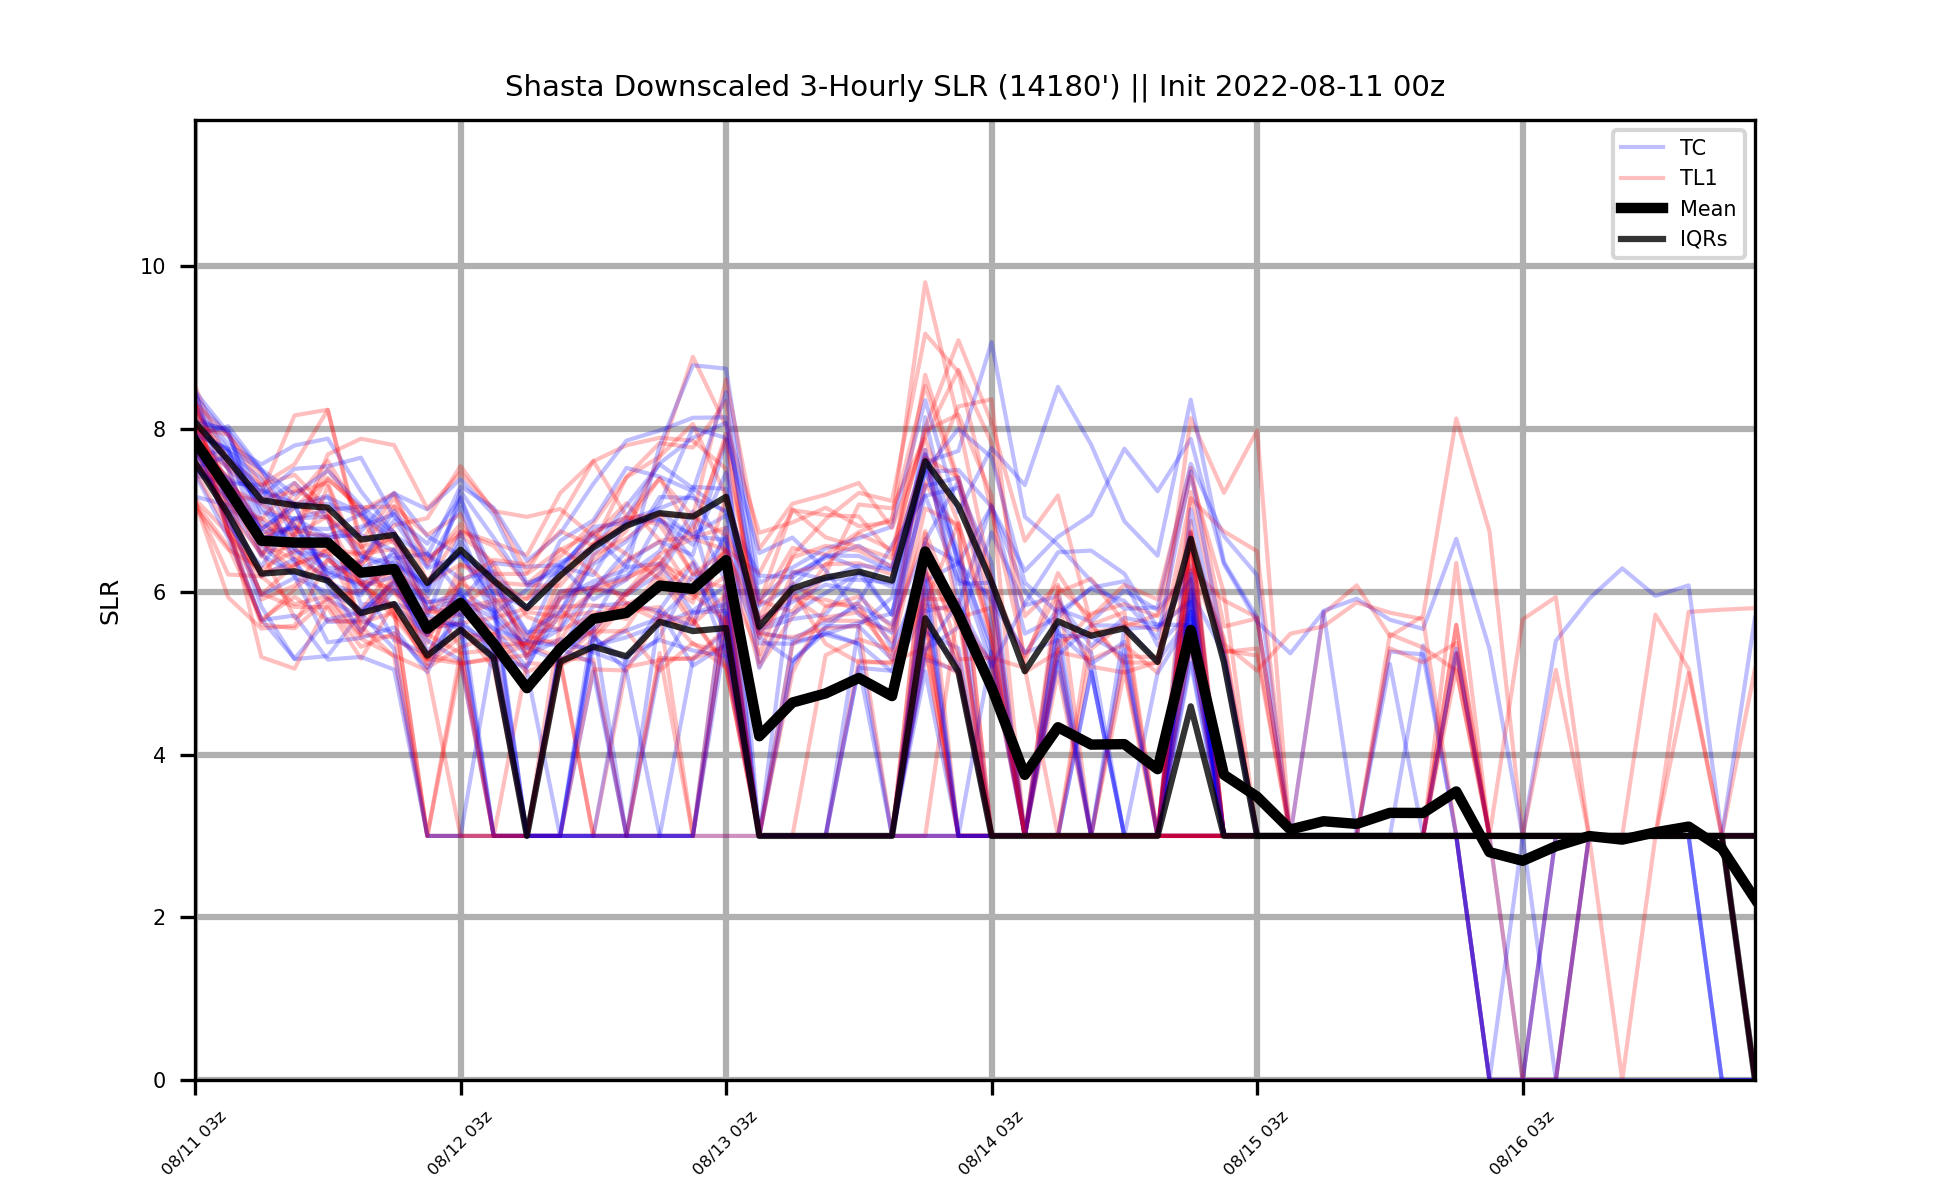 Shasta Downscaled 3-Hourly SLR (14180') || Init 2022-08-11 00z
TC
TL1
Mean
IQRs
SLR
10
8
6
4
2
0
08/11 03z
08/12 03z
08/13 03z
08/14 03z
08/15 03z
08/16 03z